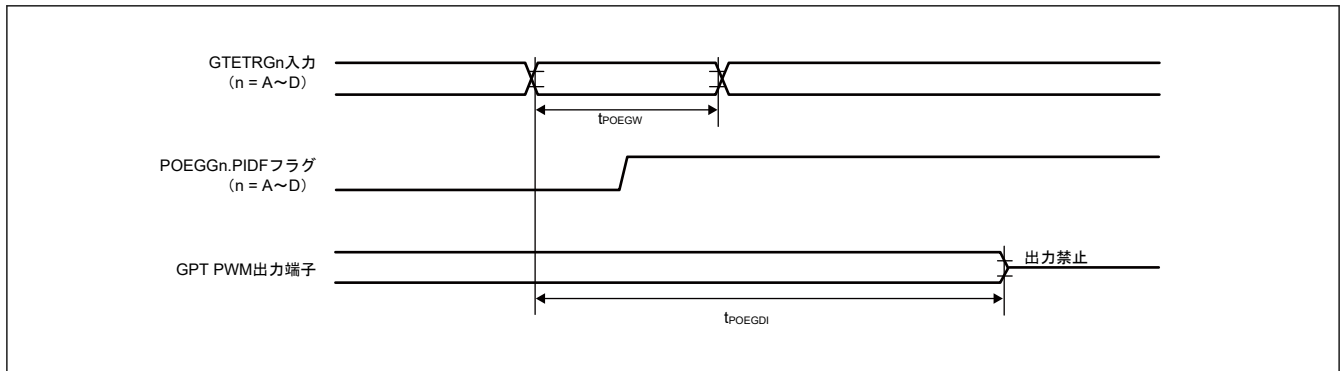 GTETRGn入力
（n = A～D）
tPOEGW
POEGGn.PIDFフラグ
（n = A～D）
GPT PWM出力端子
出力禁止
tPOEGDI